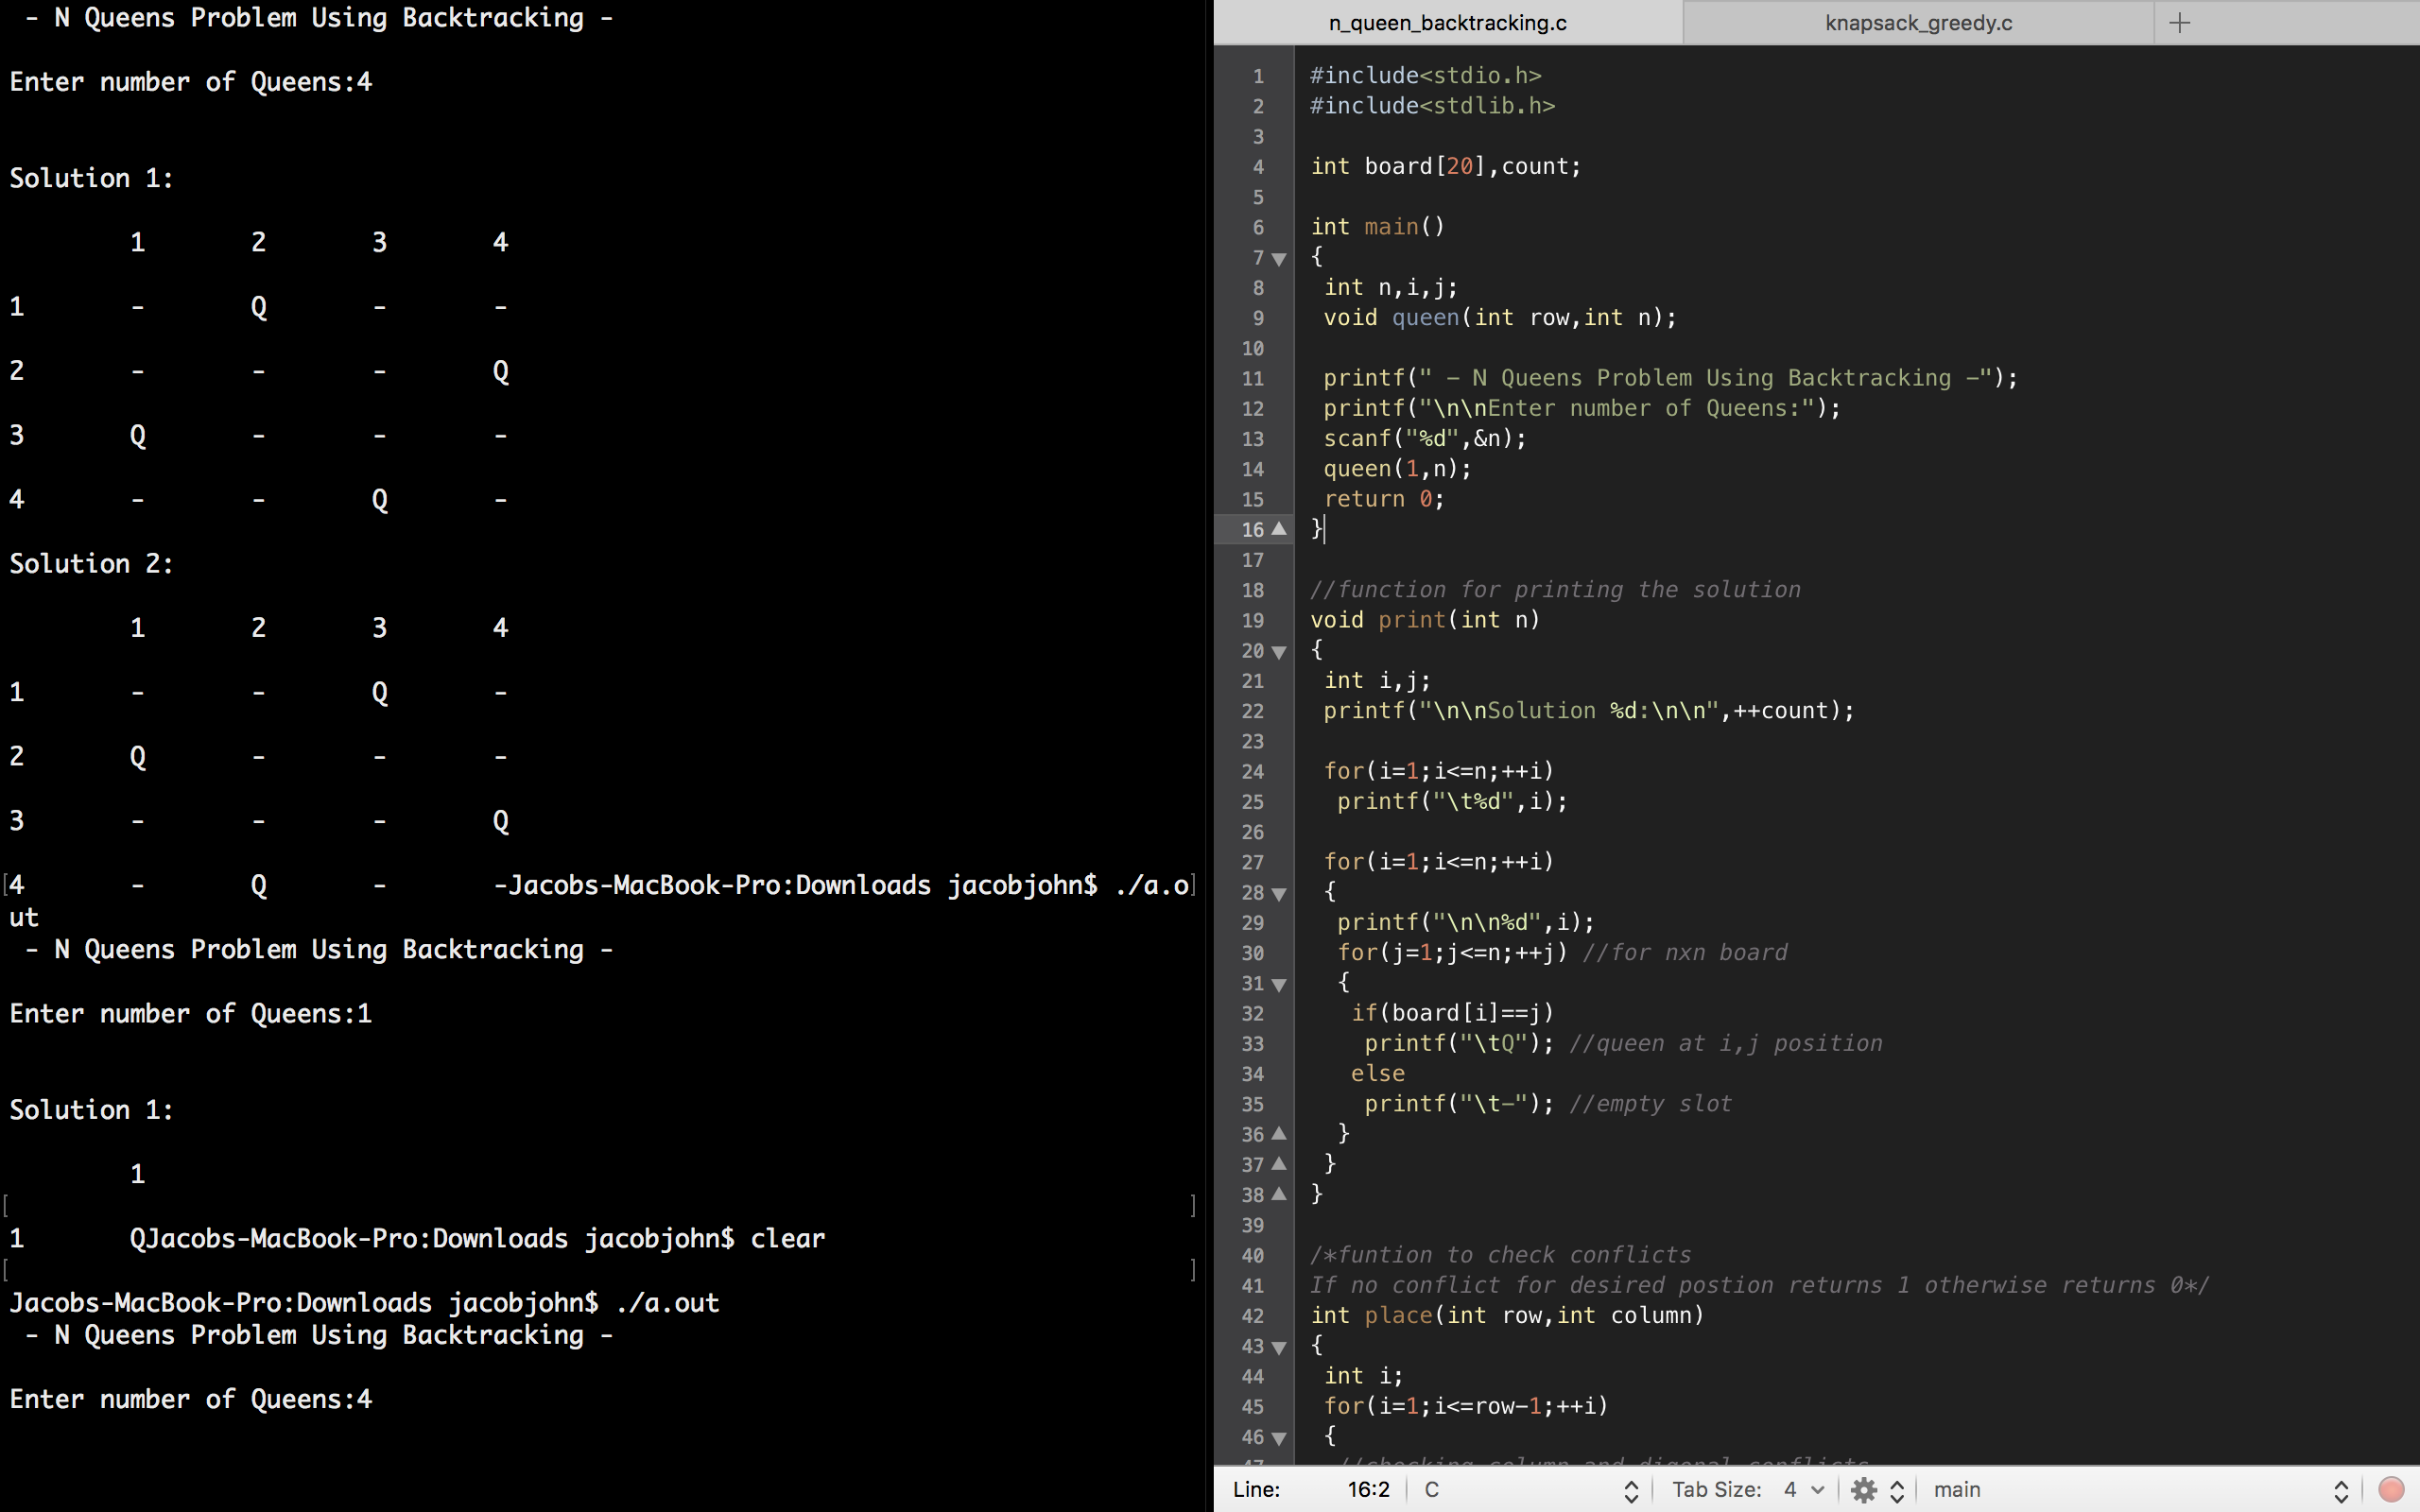 - N Queens Problem Using Backtracking -
Enter number of Queens:4
Solution 1:
1 2 3 4
1 - Q - -
2 - - - Q
3 Q - - -
4 - - Q -
Solution 2:
1 2 3 4
1 - - Q -
2 Q - - -
3 - - - Q
[4 - Q - -Jacobs-MacBook-Pro:Downloads jacobjohn$ ./a.o]
ut
 - N Queens Problem Using Backtracking -
Enter number of Queens:1
Solution 1:
1
[ ]
1 QJacobs-MacBook-Pro:Downloads jacobjohn$ clear
[ ]
Jacobs-MacBook-Pro:Downloads jacobjohn$ ./a.out
 - N Queens Problem Using Backtracking -
Enter number of Queens:4
n_queen_backtracking.c knapsack_greedy.c +
1 #include<stdio.h>
2 #include<stdlib.h>
3
4 int board[20],count;
5
6 int main()
7 {
8  int n,i,j;
9  void queen(int row,int n);
10
11  printf(" - N Queens Problem Using Backtracking -");
12  printf("\n\nEnter number of Queens:");
13  scanf("%d",&n);
14  queen(1,n);
15  return 0;
16 }
17
18 //function for printing the solution
19 void print(int n)
20 {
21  int i,j;
22  printf("\n\nSolution %d:\n\n",++count);
23
24  for(i=1;i<=n;++i)
25   printf("\t%d",i);
26
27  for(i=1;i<=n;++i)
28  {
29   printf("\n\n%d",i);
30   for(j=1;j<=n;++j) //for nxn board
31   {
32    if(board[i]==j)
33     printf("\tQ"); //queen at i,j position
34    else
35     printf("\t-"); //empty slot
36   }
37  }
38 }
39
40 /*funtion to check conflicts
41 If no conflict for desired postion returns 1 otherwise returns 0*/
42 int place(int row,int column)
43 {
44  int i;
45  for(i=1;i<=row-1;++i)
46  {
47   //checking column and digonal conflicts
Line: 16:2 C Tab Size: 4 main